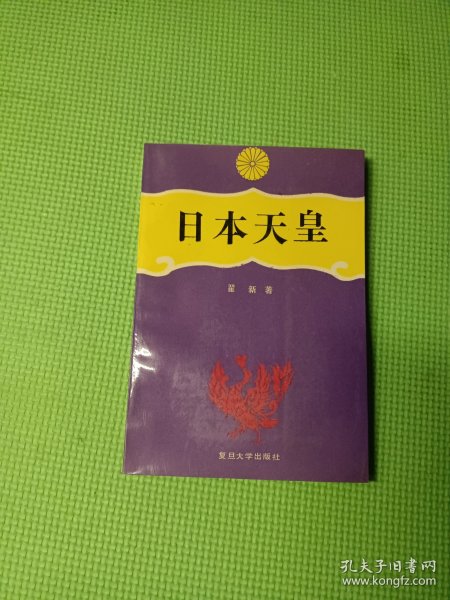 日本天皇
翟 新 著
复旦大学出版社
孔夫子旧书网
www.kongfz.com